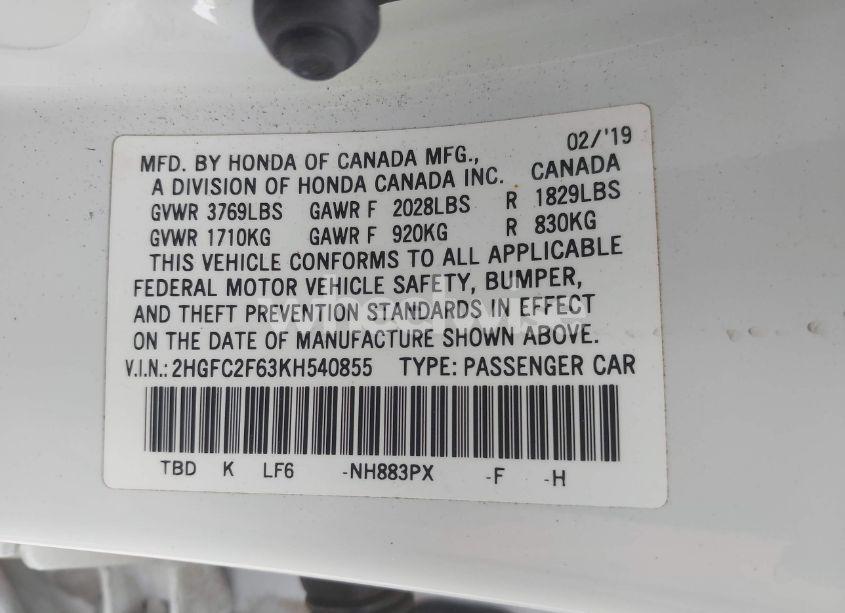 02/'19
MFD. BY HONDA OF CANADA MFG., CANADA
A DIVISION OF HONDA CANADA INC.
GVWR 3769LBS GAWR F 2028LBS R 1829LBS
GVWR 1710KG GAWR F 920KG R 830KG
THIS VEHICLE CONFORMS TO ALL APPLICABLE
FEDERAL MOTOR VEHICLE SAFETY, BUMPER,
AND THEFT PREVENTION STANDARDS IN EFFECT
ON THE DATE OF MANUFACTURE SHOWN ABOVE.
V.I.N.: 2HGFC2F63KH540855 TYPE: PASSENGER CAR
TBD K LF6 -NH883PX -F -H